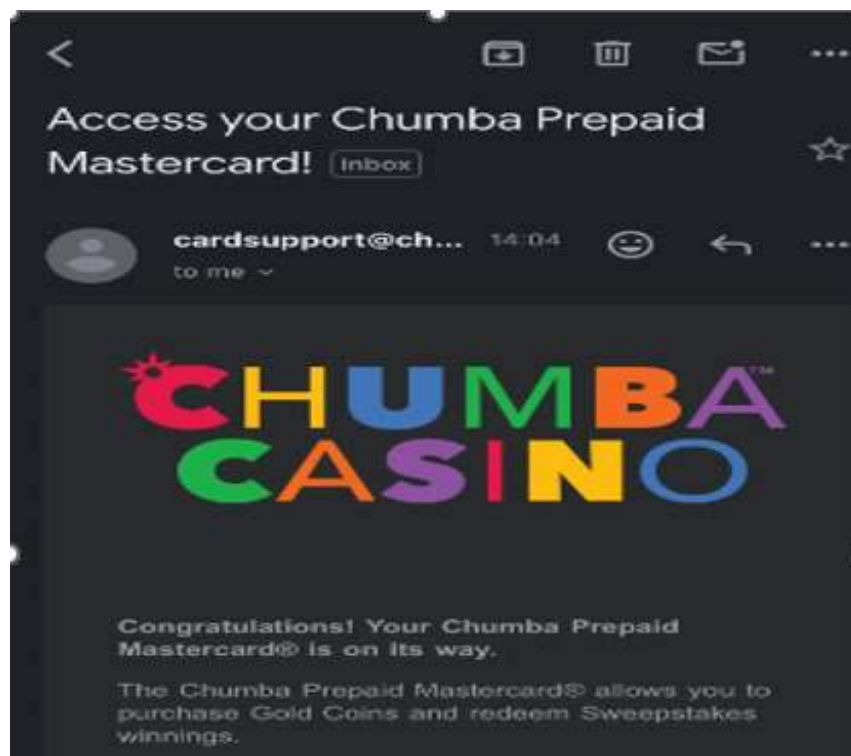 Access your Chumba Prepaid
Mastercard! Inbox
cardsupport@ch... 14:04
to me
CHUMBA™
CASINO
Congratulations! Your Chumba Prepaid
Mastercard® is on its way.
The Chumba Prepaid Mastercard® allows you to
purchase Gold Coins and redeem Sweepstakes
winnings.